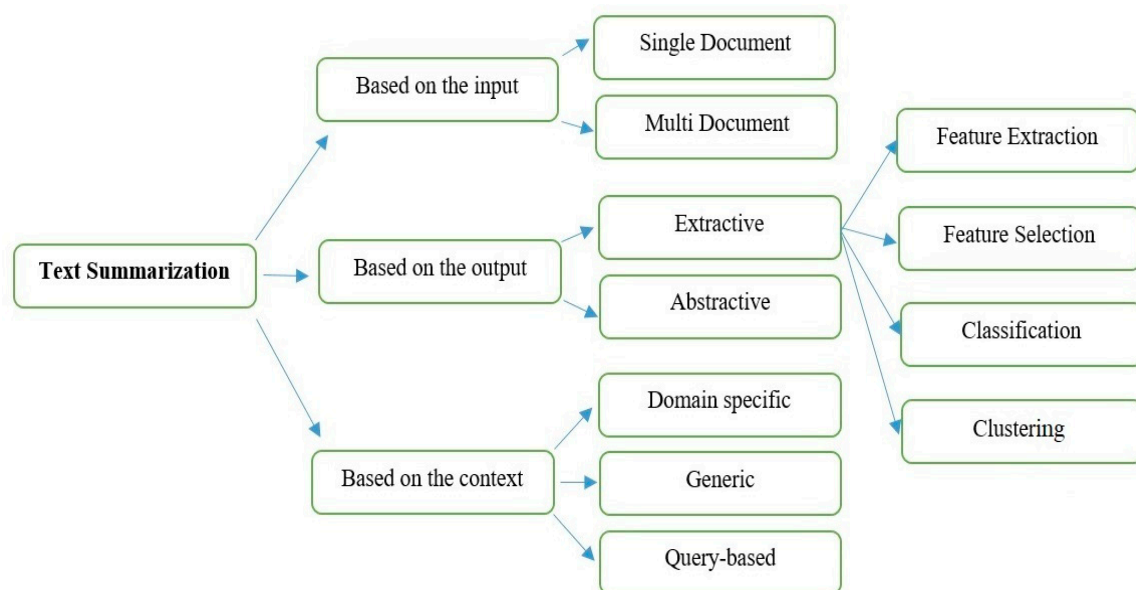 Text Summarization
Based on the input
Single Document
Multi Document
Based on the output
Extractive
Feature Extraction
Feature Selection
Classification
Clustering
Abstractive
Based on the context
Domain specific
Generic
Query-based